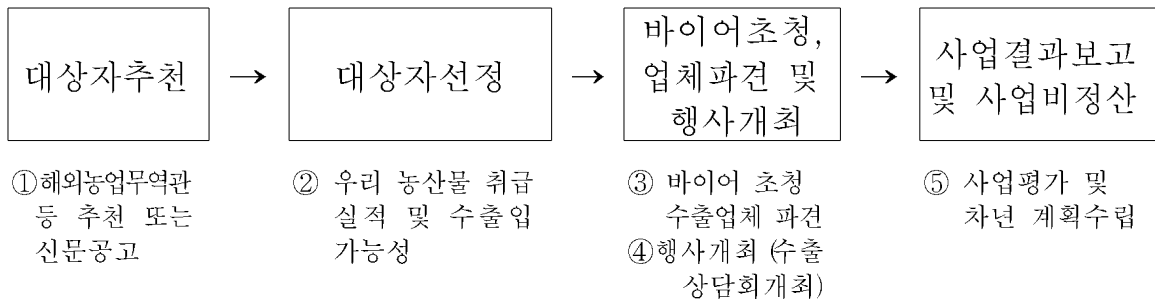 대상자추천
→
대상자선정
→
바이어초청,
업체파견 및
행사개최
→
사업결과보고
및 사업비정산
①해외농업무역관
등 추천 또는
신문공고
② 우리 농산물 취급
실적 및 수출입
가능성
③ 바이어 초청
수출업체 파견
④행사개최 (수출
상담회개최)
⑤ 사업평가 및
차년 계획수립